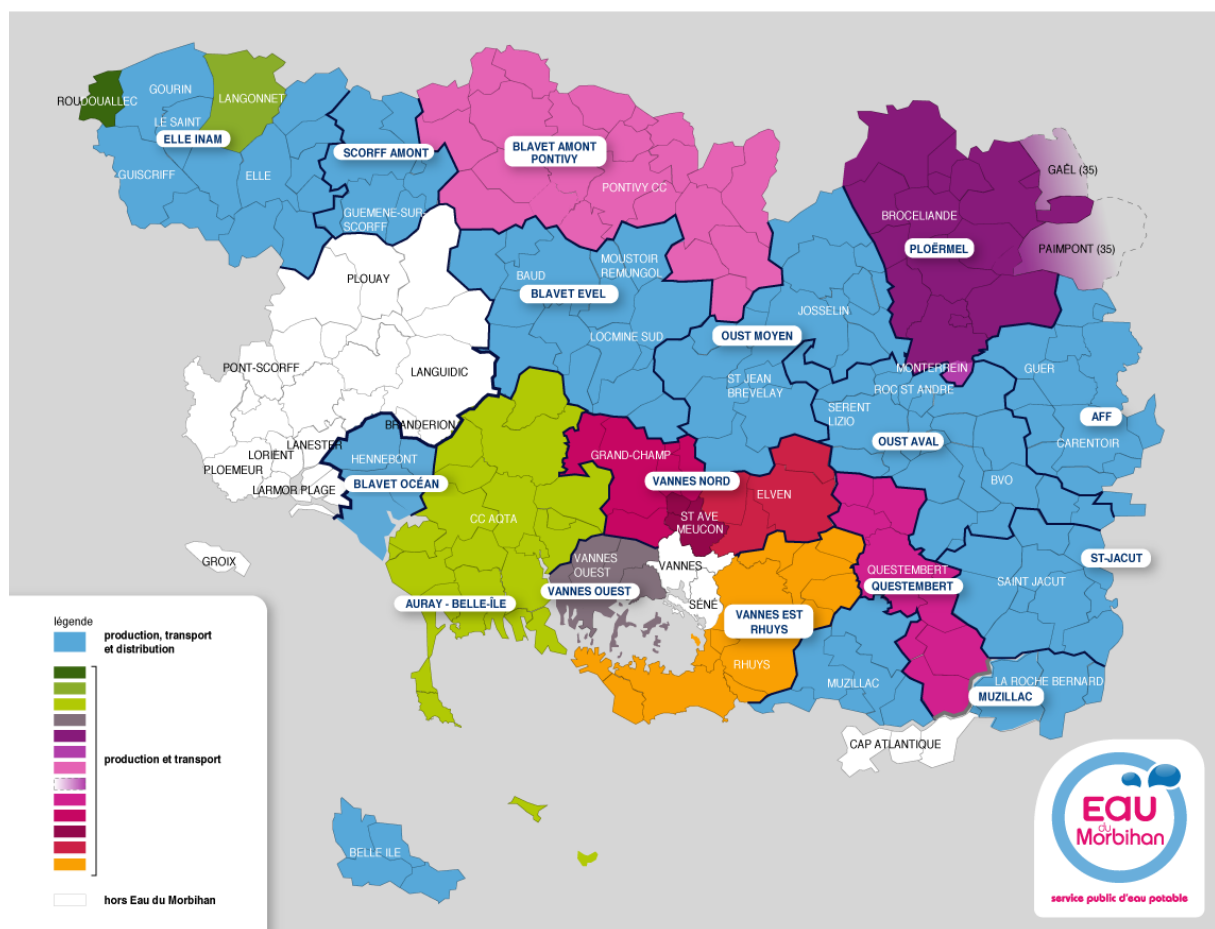 ROUDOUALLEC
GOURIN
LANGONNET
LE SAINT
ELLE INAM
GUISCRIFF
ELLE
SCORFF AMONT
GUEMENE-SUR-
SCORFF
BLAVET AMONT
PONTIVY
PONTIVY CC
GAËL (35)
BROCELIANDE
PLOËRMEL
PAIMPONT (35)
PLOUAY
BAUD
MOUSTOIR
REMUNGOL
BLAVET EVEL
LOCMINE SUD
JOSSELIN
OUST MOYEN
PONT-SCORFF
LANGUIDIC
ST JEAN
BREVELAY
MONTERREIN
GUER
ROC ST ANDRE
SERENT
LIZIO
AFF
BRANDERION
LANESTER
LORIENT
PLOEMEUR
LARMOR PLAGE
HENNEBONT
BLAVET OCÉAN
GRAND-CHAMP
VANNES NORD
OUST AVAL
CARENTOIR
BVO
ELVEN
CC AQTA
ST AVE
MEUCON
GROIX
VANNES
OUEST
VANNES
VANNES OUEST
SÉNÉ
AURAY - BELLE-ÎLE
QUESTEMBERT
QUESTEMBERT
ST-JACUT
SAINT JACUT
VANNES EST
RHUYS
RHUYS
MUZILLAC
LA ROCHE BERNARD
MUZILLAC
CAP ATLANTIQUE
BELLE ILE
légende
production, transport
et distribution
production et transport
hors Eau du Morbihan
EAU
du
Morbihan
service public d'eau potable